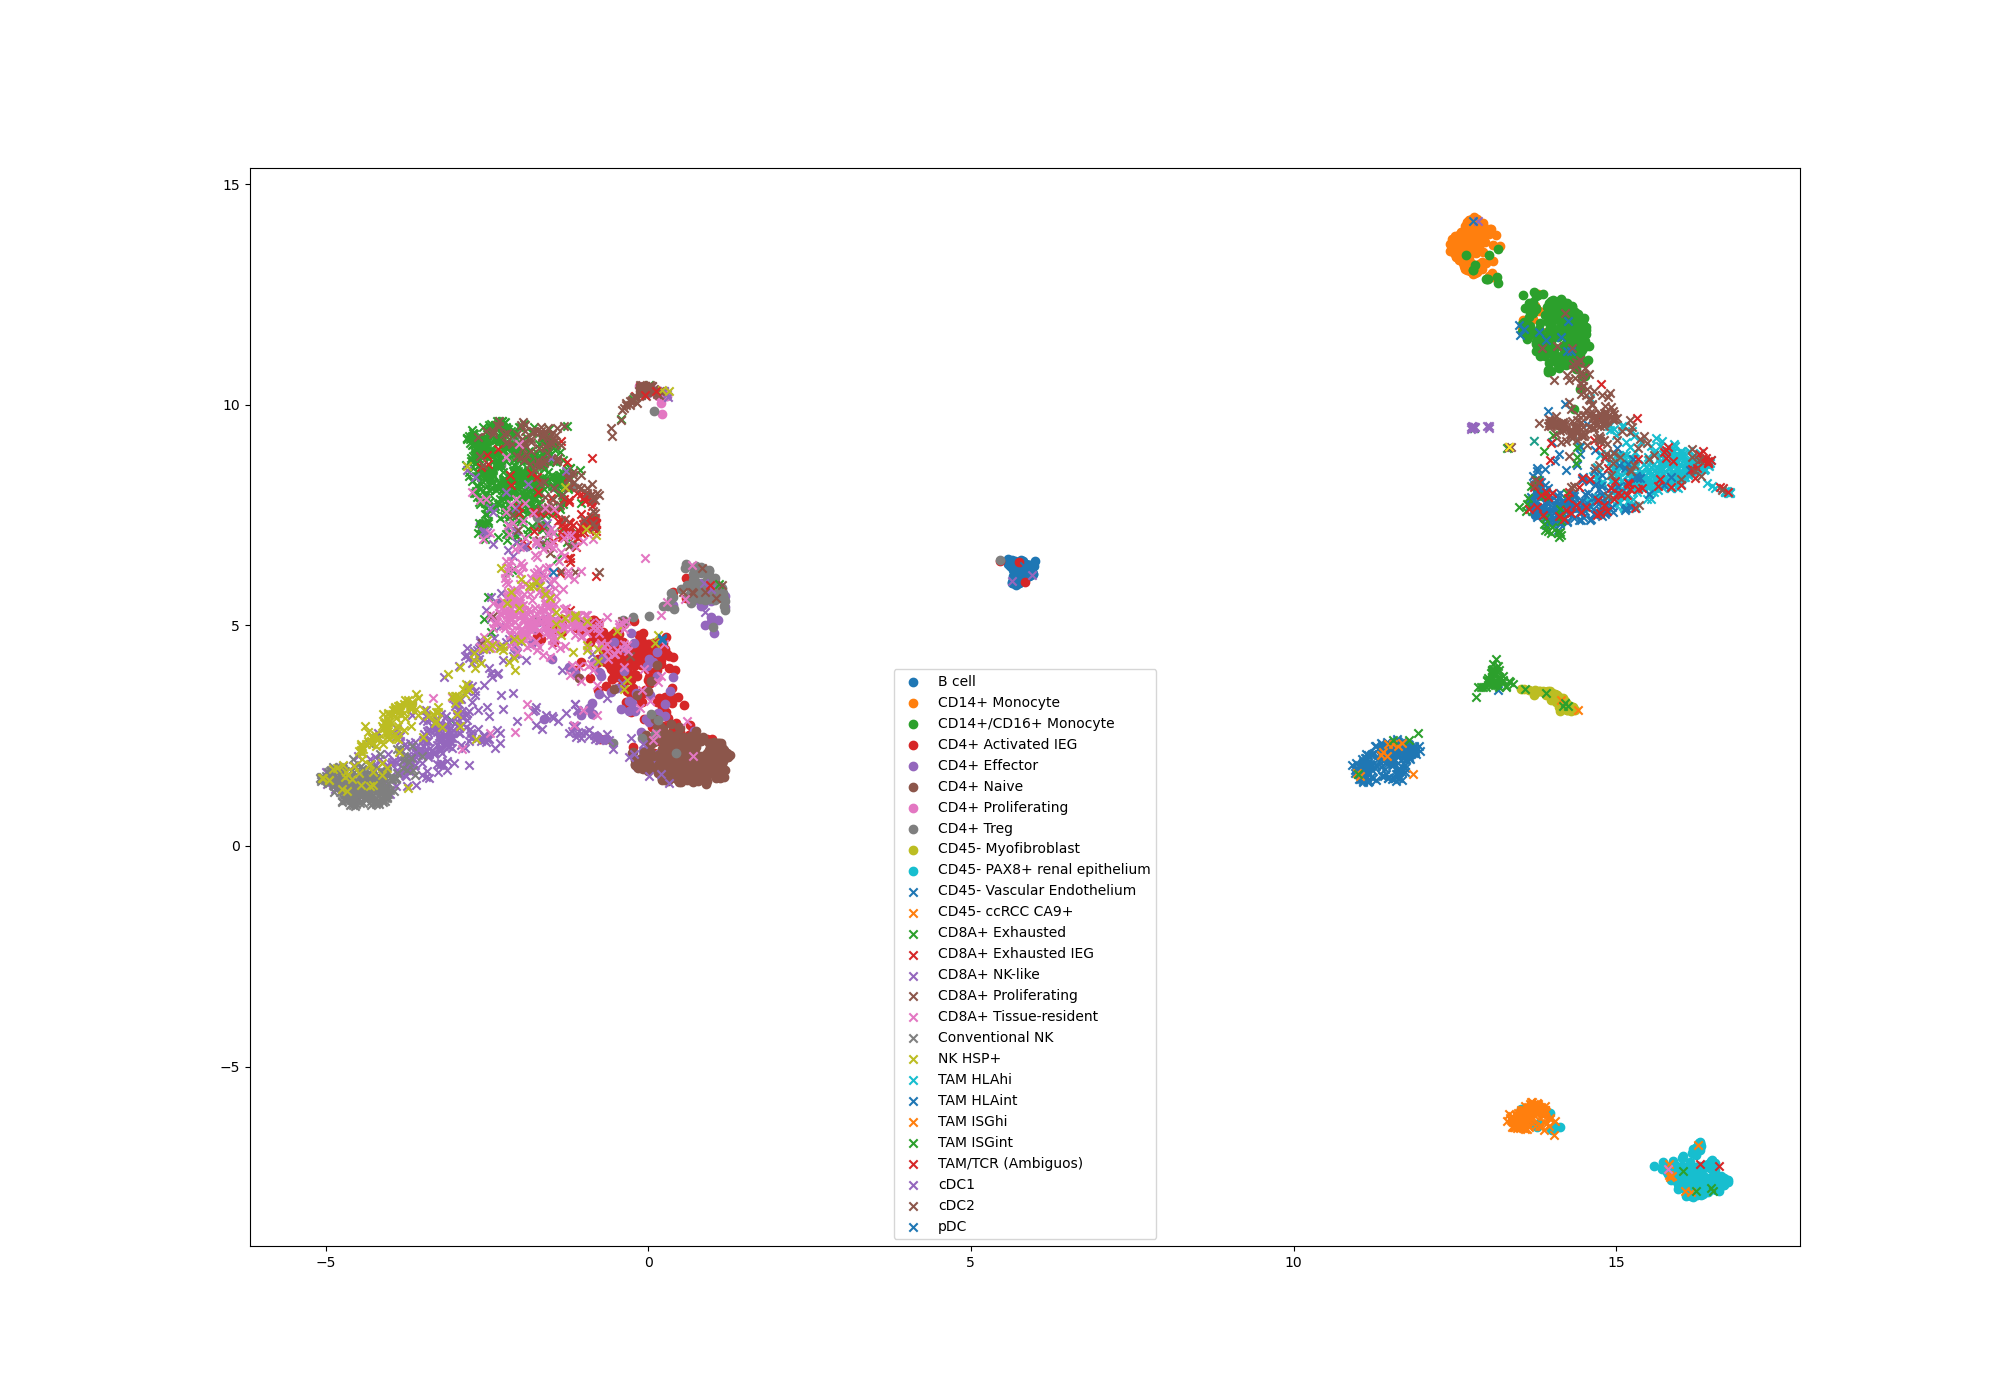 15
10
5
0
−5
−5
0
5
10
15
B cell
CD14+ Monocyte
CD14+/CD16+ Monocyte
CD4+ Activated IEG
CD4+ Effector
CD4+ Naive
CD4+ Proliferating
CD4+ Treg
CD45- Myofibroblast
CD45- PAX8+ renal epithelium
CD45- Vascular Endothelium
CD45- ccRCC CA9+
CD8A+ Exhausted
CD8A+ Exhausted IEG
CD8A+ NK-like
CD8A+ Proliferating
CD8A+ Tissue-resident
Conventional NK
NK HSP+
TAM HLAhi
TAM HLAint
TAM ISGhi
TAM ISGint
TAM/TCR (Ambiguos)
cDC1
cDC2
pDC